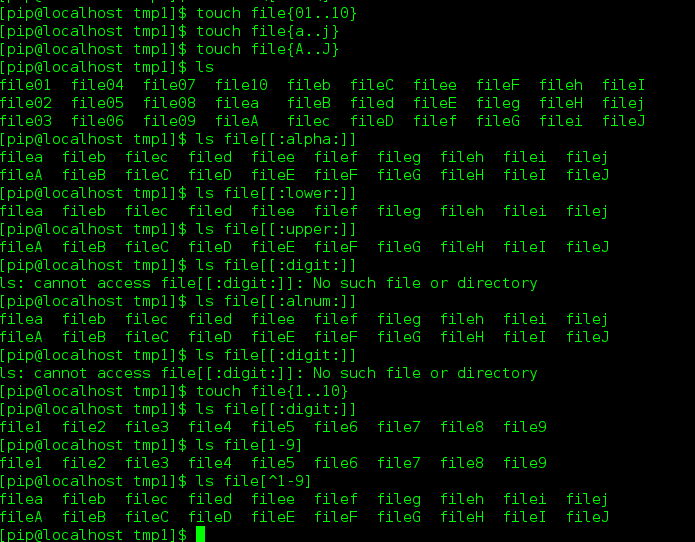 [pip@localhost tmp1]$ touch file{01..10}
[pip@localhost tmp1]$ touch file{a..j}
[pip@localhost tmp1]$ touch file{A..J}
[pip@localhost tmp1]$ ls
file01  file04  file07  file10  fileb  fileC  filee  fileF  fileh  fileI
file02  file05  file08  filea   fileB  filed  fileE  fileg  fileH  filej
file03  file06  file09  fileA   filec  fileD  filef  fileG  filei  fileJ
[pip@localhost tmp1]$ ls file[[:alpha:]]
filea  fileb  filec  filed  filee  filef  fileg  fileh  filei  filej
fileA  fileB  fileC  fileD  fileE  fileF  fileG  fileH  fileI  fileJ
[pip@localhost tmp1]$ ls file[[:lower:]]
filea  fileb  filec  filed  filee  filef  fileg  fileh  filei  filej
[pip@localhost tmp1]$ ls file[[:upper:]]
fileA  fileB  fileC  fileD  fileE  fileF  fileG  fileH  fileI  fileJ
[pip@localhost tmp1]$ ls file[[:digit:]]
ls: cannot access file[[:digit:]]: No such file or directory
[pip@localhost tmp1]$ ls file[[:alnum:]]
filea  fileb  filec  filed  filee  filef  fileg  fileh  filei  filej
fileA  fileB  fileC  fileD  fileE  fileF  fileG  fileH  fileI  fileJ
[pip@localhost tmp1]$ ls file[[:digit:]]
ls: cannot access file[[:digit:]]: No such file or directory
[pip@localhost tmp1]$ touch file{1..10}
[pip@localhost tmp1]$ ls file[[:digit:]]
file1  file2  file3  file4  file5  file6  file7  file8  file9
[pip@localhost tmp1]$ ls file[1-9]
file1  file2  file3  file4  file5  file6  file7  file8  file9
[pip@localhost tmp1]$ ls file[^1-9]
filea  fileb  filec  filed  filee  filef  fileg  fileh  filei  filej
fileA  fileB  fileC  fileD  fileE  fileF  fileG  fileH  fileI  fileJ
[pip@localhost tmp1]$